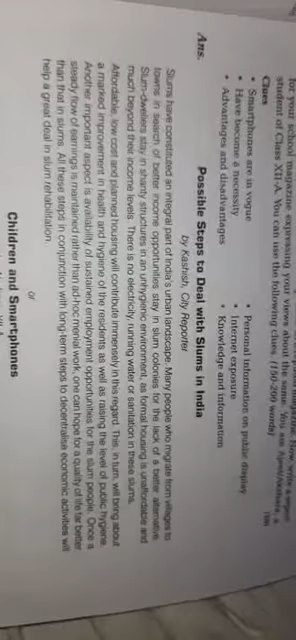 for your school magazine expressing your views about the same. You are
student of Class XII-A. You can use the following clues. (150-200 words)
Clues
• Smartphones are in vogue
• Personal information on public display
• Have become a necessity
• Internet exposure
• Advantages and disadvantages
• Knowledge and information
Ans.
Possible Steps to Deal with Slums in India
by Kashish, City Reporter
Slums have constituted an integral part of India's urban landscape. Many people who migrate from villages to
towns in search of better income opportunities stay in slum colonies for the lack of a better alternative.
Slum-dwellers stay in shanty structures in an unhygienic environment, as formal housing is unaffordable and
much beyond their income levels. There is no electricity, running water or sanitation in these slums.
Affordable, low-cost and planned housing will contribute immensely in this regard. This, in turn, will bring about
a marked improvement in health and hygiene of the residents as well as raising the level of public hygiene.
Another important aspect is availability of sustained employment opportunities for the slum people. Once a
steady flow of earnings is maintained rather than ad-hoc menial work, one can hope for a quality of life far better
than that in slums. All these steps in conjunction with long-term steps to decentralise economic activities will
help a great deal in slum rehabilitation.
Or
Children and Smartphones